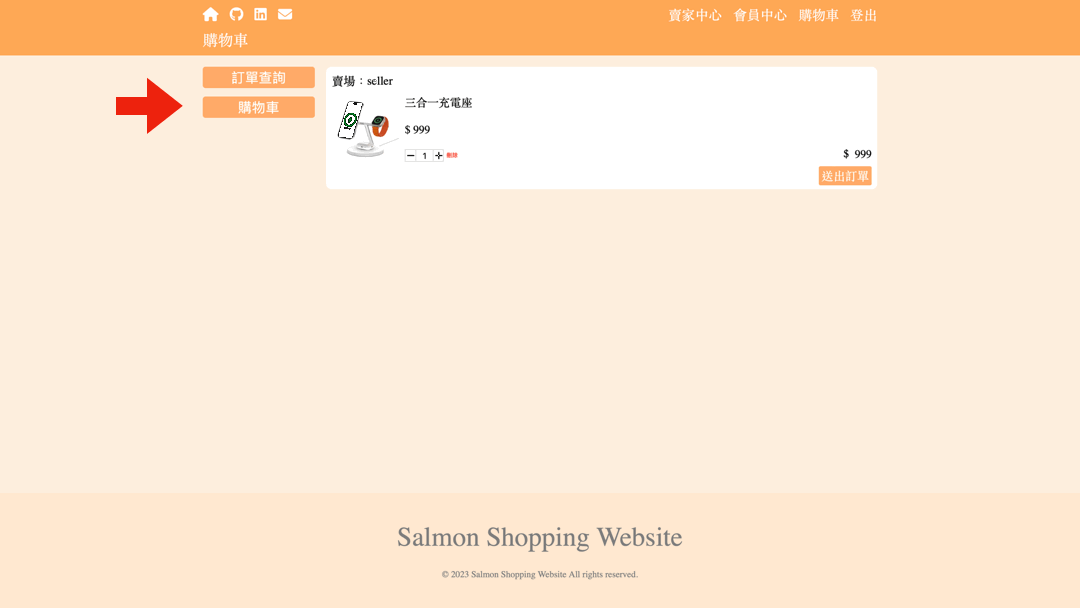 賣家中心 會員中心 購物車 登出
購物車
訂單查詢
購物車
賣場：seller
三合一充電座
$ 999
1 刪除
$ 999
送出訂單
Salmon Shopping Website
© 2023 Salmon Shopping Website All rights reserved.